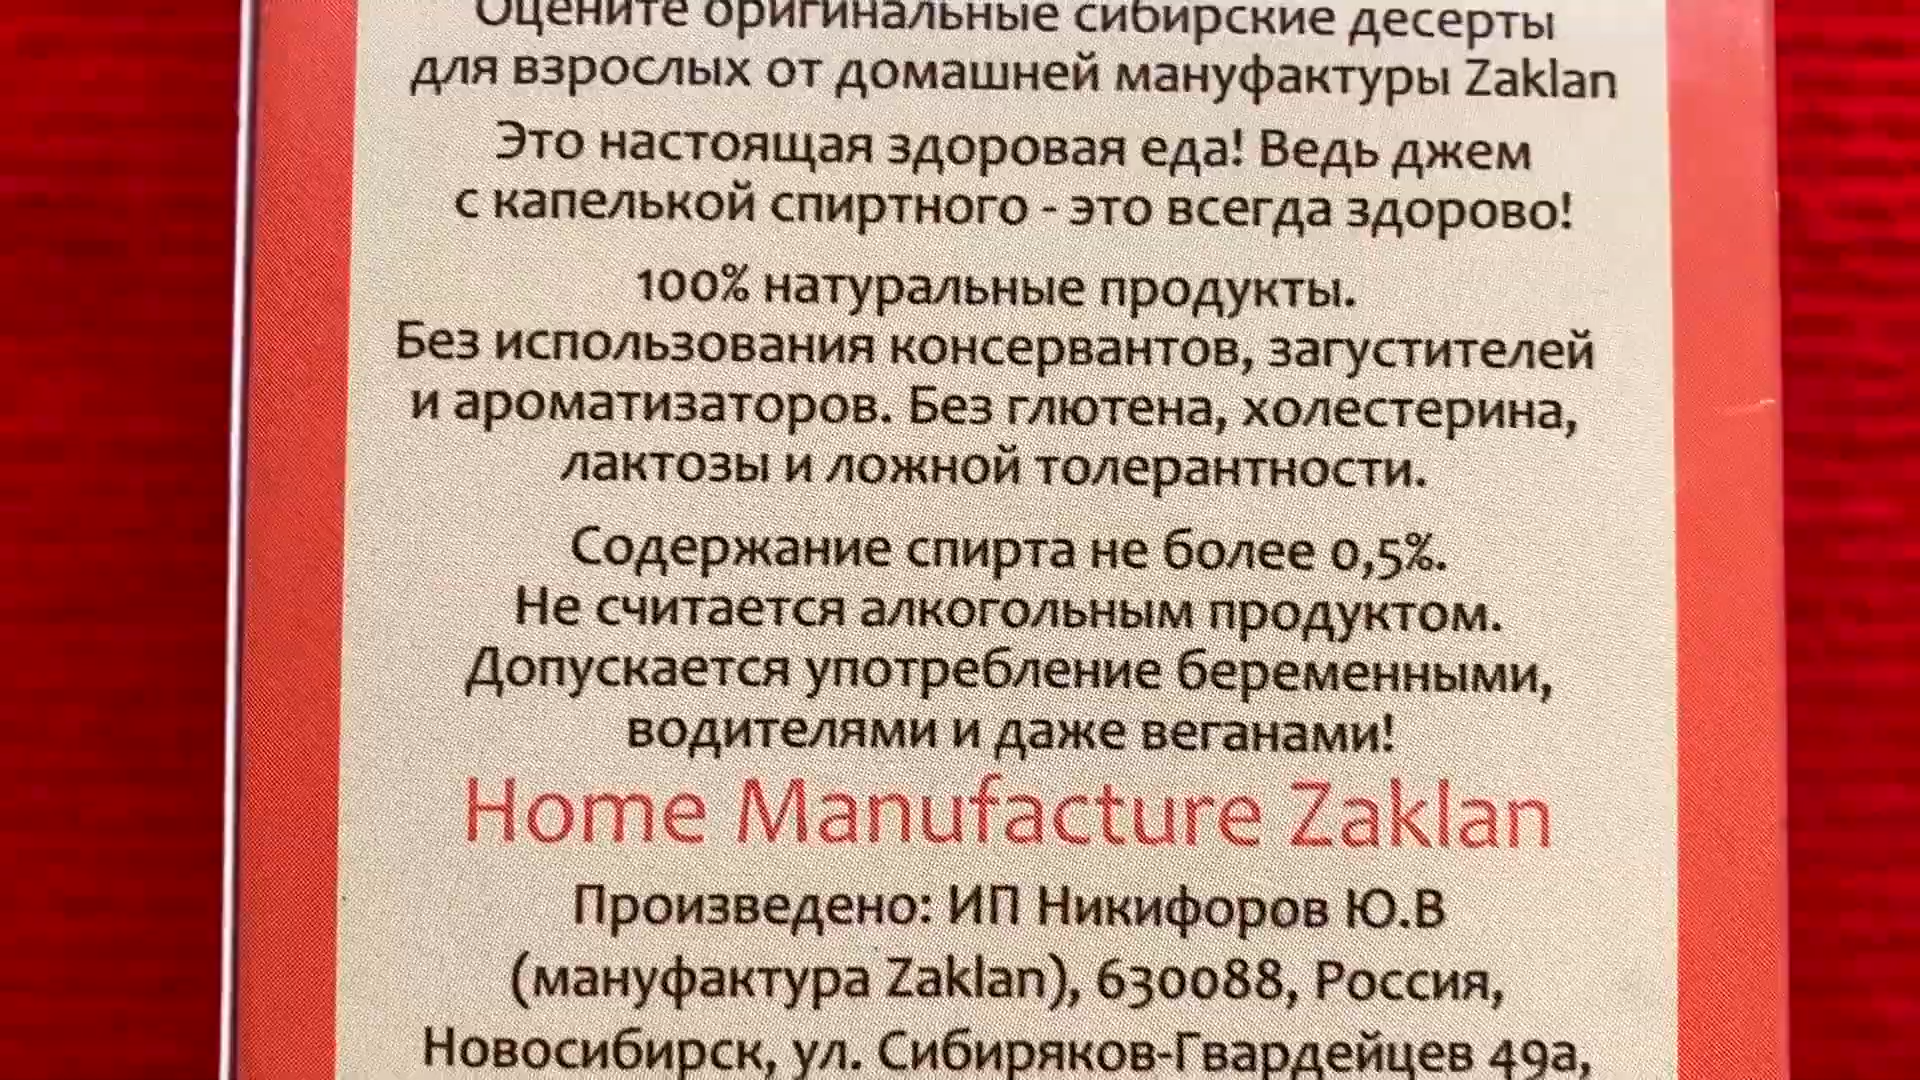 Оцените оригинальные сибирские десерты
для взрослых от домашней мануфактуры Zaklan
Это настоящая здоровая еда! Ведь джем
с капелькой спиртного - это всегда здорово!
100% натуральные продукты.
Без использования консервантов, загустителей
и ароматизаторов. Без глютена, холестерина,
лактозы и ложной толерантности.
Содержание спирта не более 0,5%.
Не считается алкогольным продуктом.
Допускается употребление беременными,
водителями и даже веганами!
Home Manufacture Zaklan
Произведено: ИП Никифоров Ю.В
(мануфактура Zaklan), 630088, Россия,
Новосибирск, ул. Сибиряков-Гвардейцев 49а,